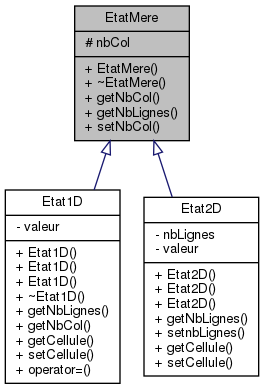 EtatMere
# nbCol
+ EtatMere()
+ ~EtatMere()
+ getNbCol()
+ getNbLignes()
+ setNbCol()
Etat1D
- valeur
+ Etat1D()
+ Etat1D()
+ Etat1D()
+ ~Etat1D()
+ getNbLignes()
+ getNbCol()
+ getCellule()
+ setCellule()
+ operator=()
Etat2D
- nbLignes
- valeur
+ Etat2D()
+ Etat2D()
+ Etat2D()
+ getNbLignes()
+ setnbLignes()
+ getCellule()
+ setCellule()